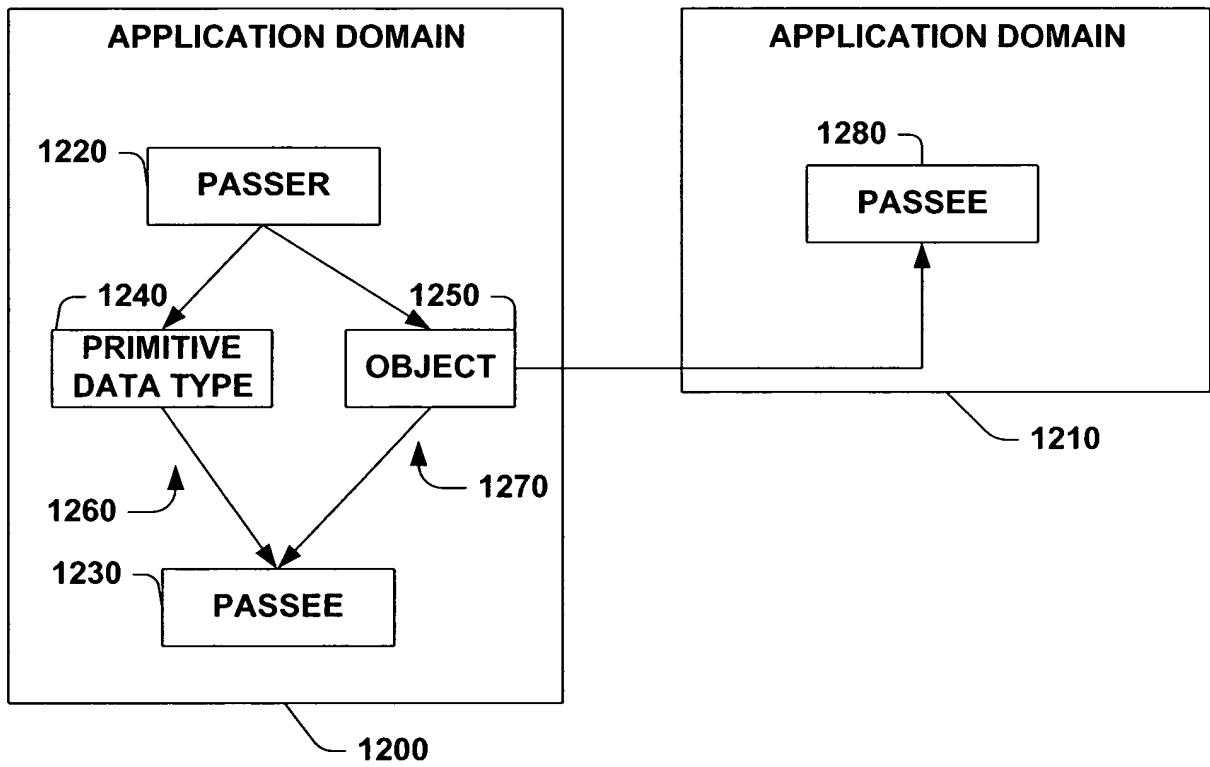 APPLICATION DOMAIN
APPLICATION DOMAIN
1220
PASSER
1280
PASSEE
1240
PRIMITIVE
DATA TYPE
1250
OBJECT
1210
1260
1270
1230
PASSEE
1200